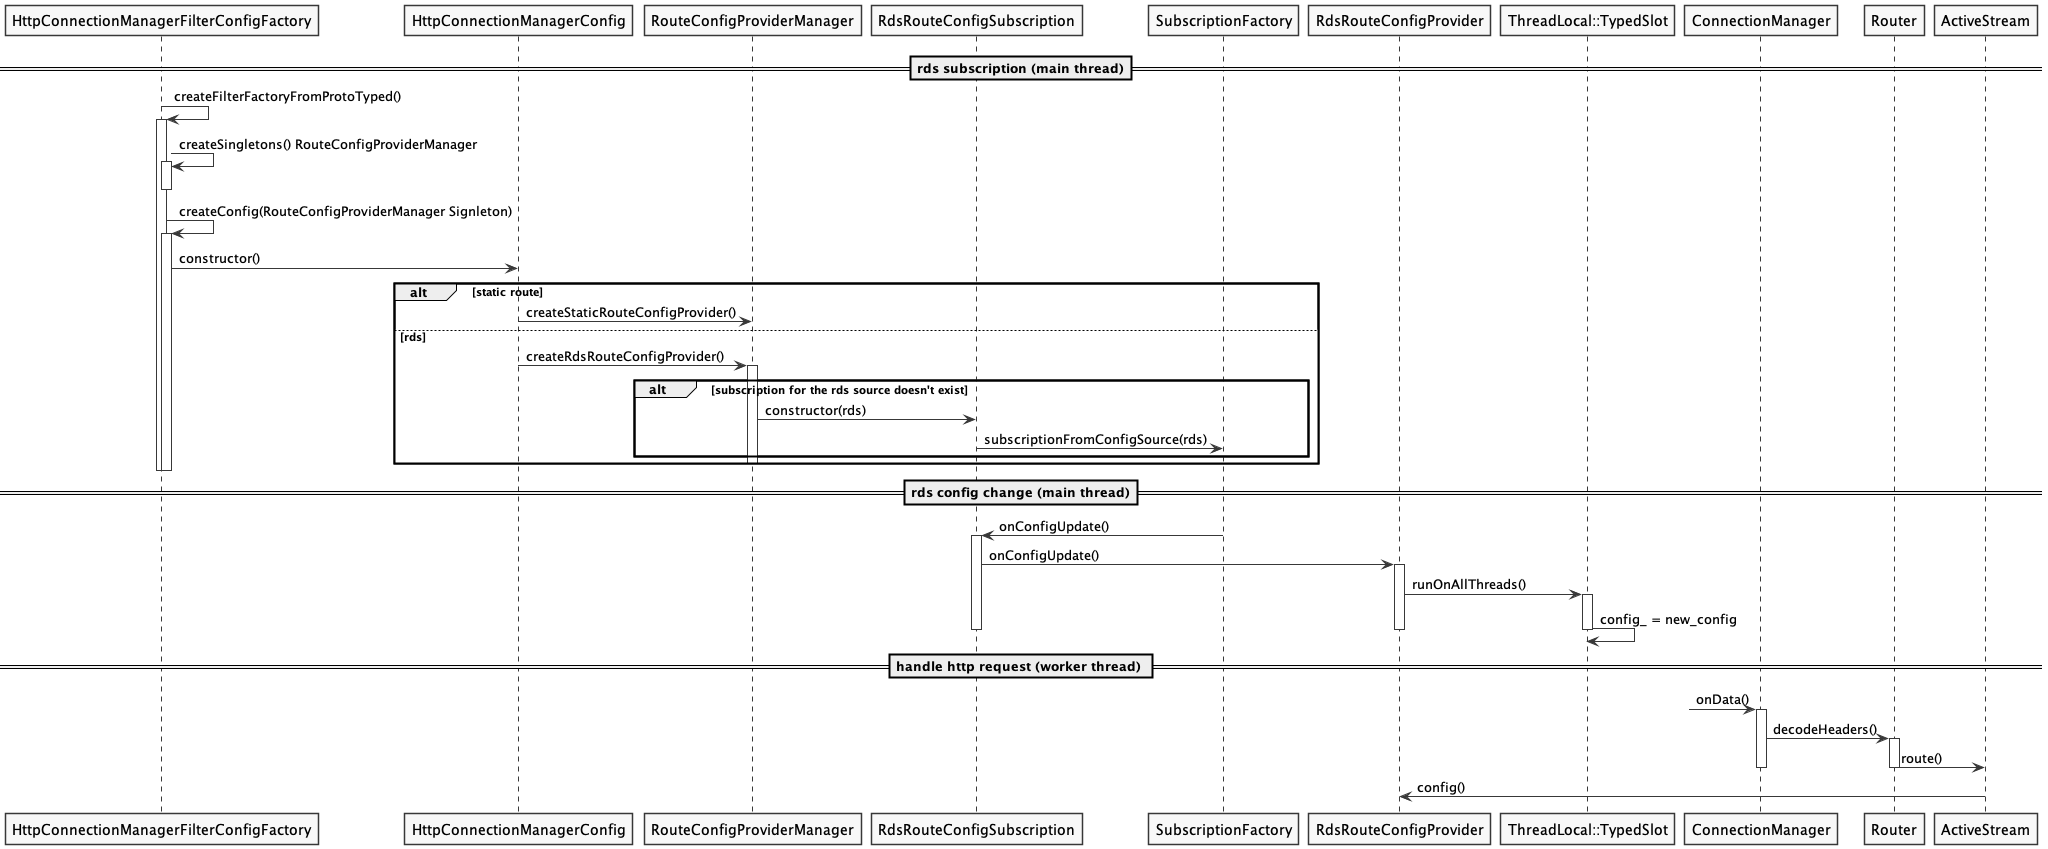 HttpConnectionManagerFilterConfigFactory HttpConnectionManagerConfig RouteConfigProviderManager RdsRouteConfigSubscription SubscriptionFactory RdsRouteConfigProvider ThreadLocal::TypedSlot ConnectionManager Router ActiveStream
rds subscription (main thread)
createFilterFactoryFromProtoTyped()
createSingletons() RouteConfigProviderManager
createConfig(RouteConfigProviderManager Signleton)
constructor()
alt [static route]
createStaticRouteConfigProvider()
[rds]
createRdsRouteConfigProvider()
alt [subscription for the rds source doesn't exist]
constructor(rds)
subscriptionFromConfigSource(rds)
rds config change (main thread)
onConfigUpdate()
onConfigUpdate()
runOnAllThreads()
config_ = new_config
handle http request (worker thread)
onData()
decodeHeaders()
route()
config()
HttpConnectionManagerFilterConfigFactory HttpConnectionManagerConfig RouteConfigProviderManager RdsRouteConfigSubscription SubscriptionFactory RdsRouteConfigProvider ThreadLocal::TypedSlot ConnectionManager Router ActiveStream